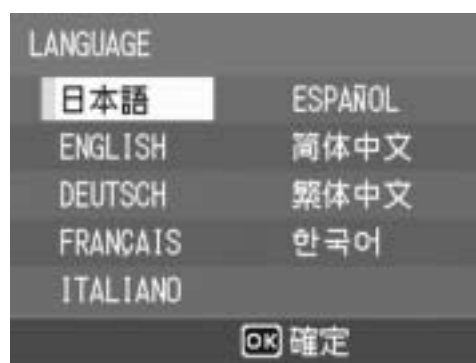 LANGUAGE
日本語 ESPAÑOL
ENGLISH 简体中文
DEUTSCH 繁体中文
FRANÇAIS 한국어
ITALIANO
OK 確定